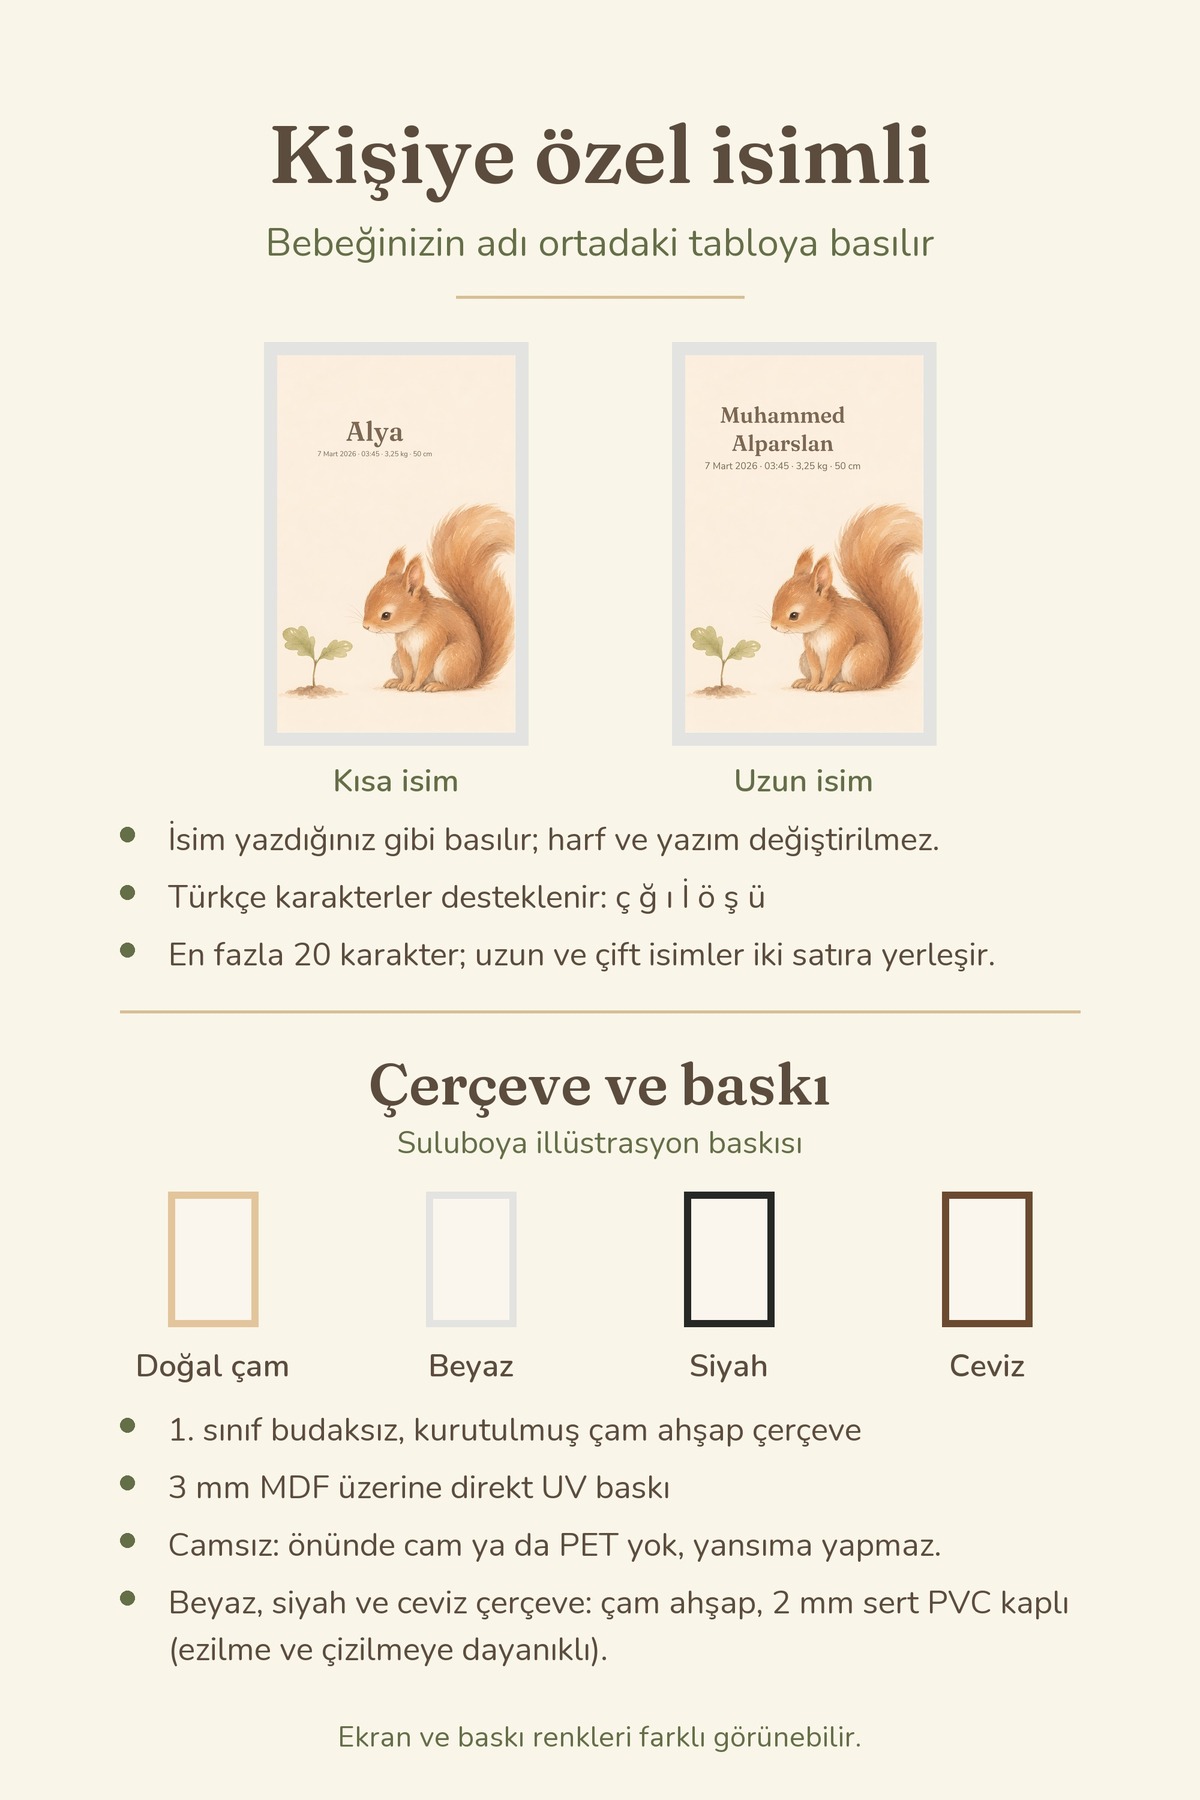 Kişiye özel isimli
Bebeğinizin adı ortadaki tabloya basılır
Alya
7 Mart 2026 · 03:45 · 3,25 kg · 50 cm
Muhammed
Alparslan
7 Mart 2026 · 03:45 · 3,25 kg · 50 cm
Kısa isim
Uzun isim
İsim yazdığınız gibi basılır; harf ve yazım değiştirilmez.
Türkçe karakterler desteklenir: ç ğ ı İ ö ş ü
En fazla 20 karakter; uzun ve çift isimler iki satıra yerleşir.
Çerçeve ve baskı
Suluboya illüstrasyon baskısı
Doğal çam
Beyaz
Siyah
Ceviz
1. sınıf budaksız, kurutulmuş çam ahşap çerçeve
3 mm MDF üzerine direkt UV baskı
Camsız: önünde cam ya da PET yok, yansıma yapmaz.
Beyaz, siyah ve ceviz çerçeve: çam ahşap, 2 mm sert PVC kaplı
(ezilme ve çizilmeye dayanıklı).
Ekran ve baskı renkleri farklı görünebilir.